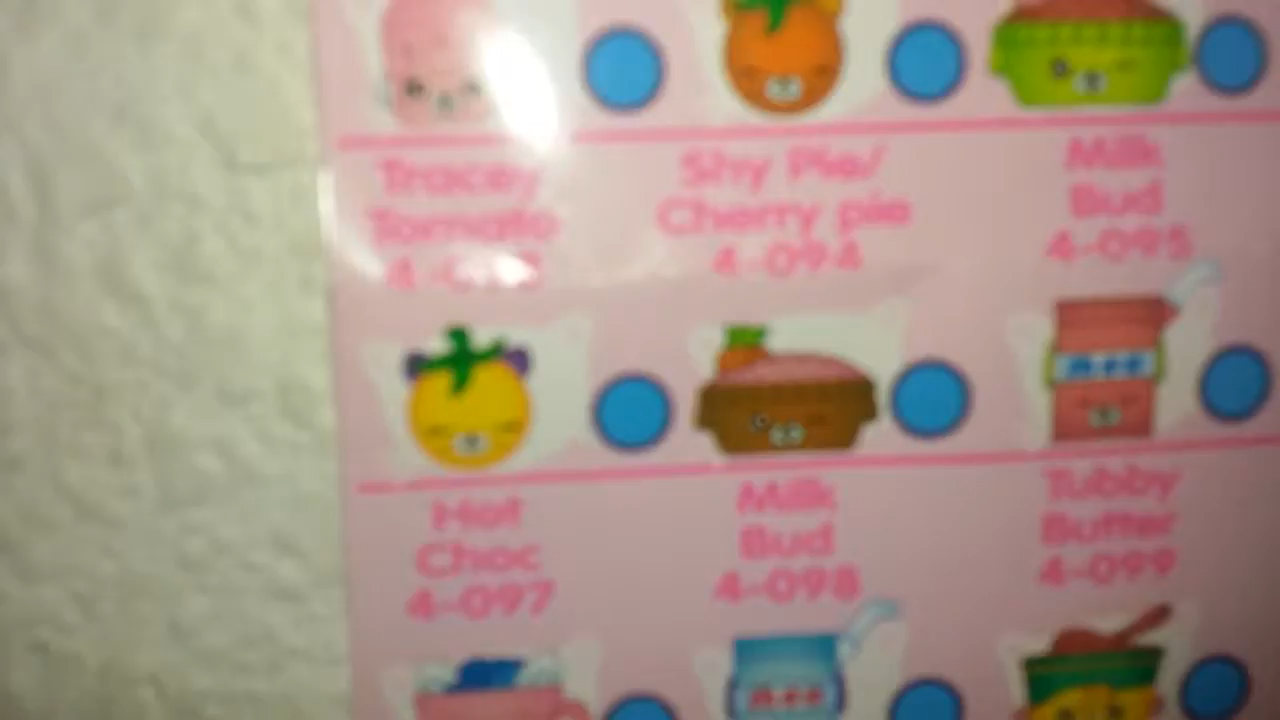 Tracey
Tomato
Shy Pie/
Cherry pie
4-094
Milk
Bud
4-095
Hot
Choc
4-097
Milk
Bud
4-098
Tubby
Butter
4-099